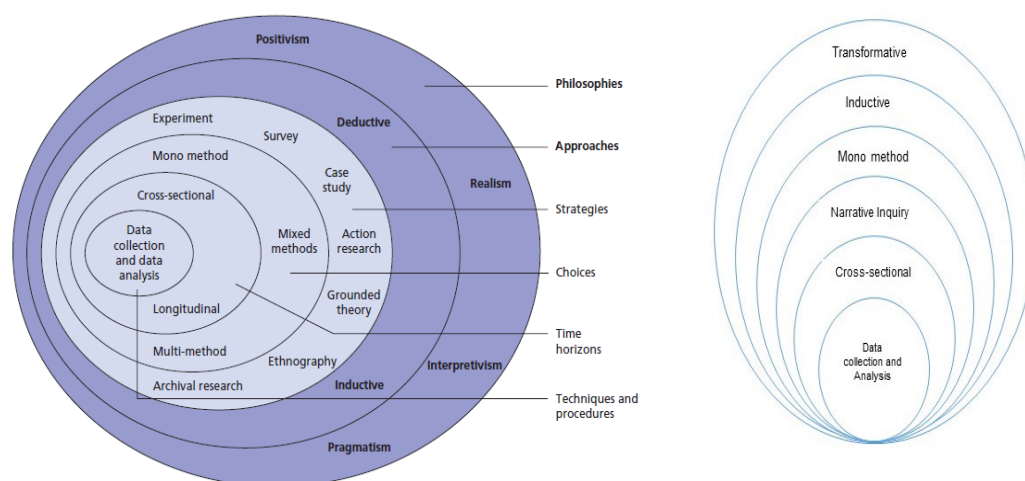 Positivism
Philosophies
Experiment
Survey
Deductive
Approaches
Mono method
Case
study
Realism
Cross-sectional
Strategies
Data
collection
and data
analysis
Mixed
methods
Action
research
Choices
Longitudinal
Grounded
theory
Time
horizons
Multi-method
Ethnography
Interpretivism
Archival research
Inductive
Techniques and
procedures
Pragmatism
Transformative
Inductive
Mono method
Narrative Inquiry
Cross-sectional
Data
collection and
Analysis